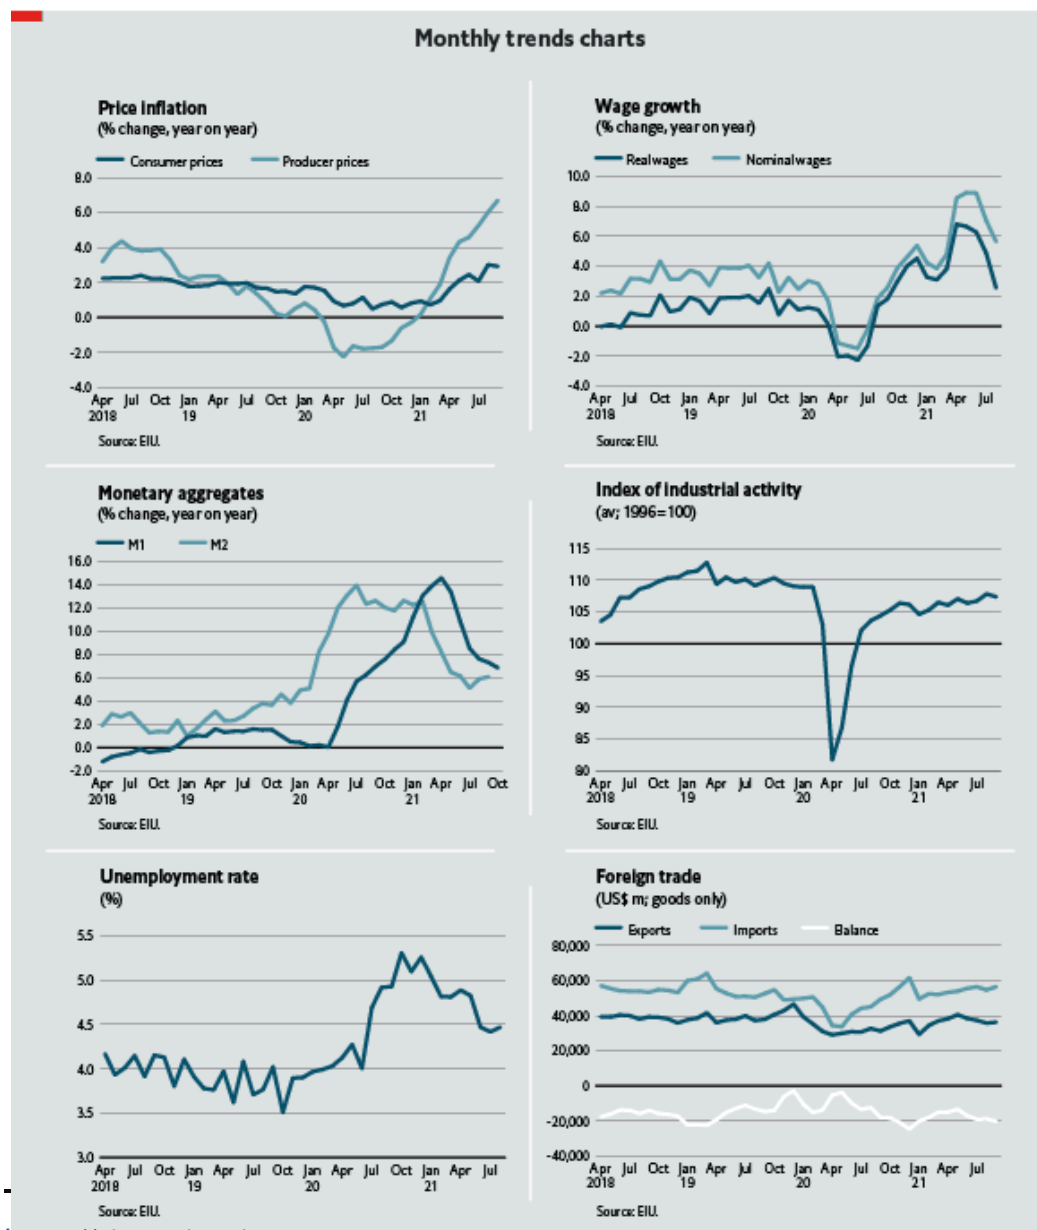 Monthly trends charts
Price inflation
(% change, year on year)
Consumer prices Producer prices
8.0
6.0
4.0
2.0
0.0
-2.0
-4.0
Apr Jul Oct Jan Apr Jul Oct Jan Apr Jul Oct Jan Apr Jul
2018 19 20 21
Source: EIU.
Wage growth
(% change, year on year)
Real wages Nominal wages
10.0
8.0
6.0
4.0
2.0
0.0
-2.0
-4.0
Apr Jul Oct Jan Apr Jul Oct Jan Apr Jul Oct Jan Apr Jul
2018 19 20 21
Source: EIU.
Monetary aggregates
(% change, year on year)
M1 M2
16.0
14.0
12.0
10.0
8.0
6.0
4.0
2.0
0.0
-2.0
Apr Jul Oct Jan Apr Jul Oct Jan Apr Jul Oct Jan Apr Jul Oct
2018 19 20 21
Source: EIU.
Index of industrial activity
(av; 1996=100)
115
110
105
100
95
90
85
80
Apr Jul Oct Jan Apr Jul Oct Jan Apr Jul Oct Jan Apr Jul
2018 19 20 21
Source: EIU.
Unemployment rate
(%)
5.5
5.0
4.5
4.0
3.5
3.0
Apr Jul Oct Jan Apr Jul Oct Jan Apr Jul Oct Jan Apr Jul
2018 19 20 21
Source: EIU.
Foreign trade
(US$ m; goods only)
Exports Imports Balance
80,000
60,000
40,000
20,000
0
-20,000
-40,000
Apr Jul Oct Jan Apr Jul Oct Jan Apr Jul Oct Jan Apr Jul
2018 19 20 21
Source: EIU.